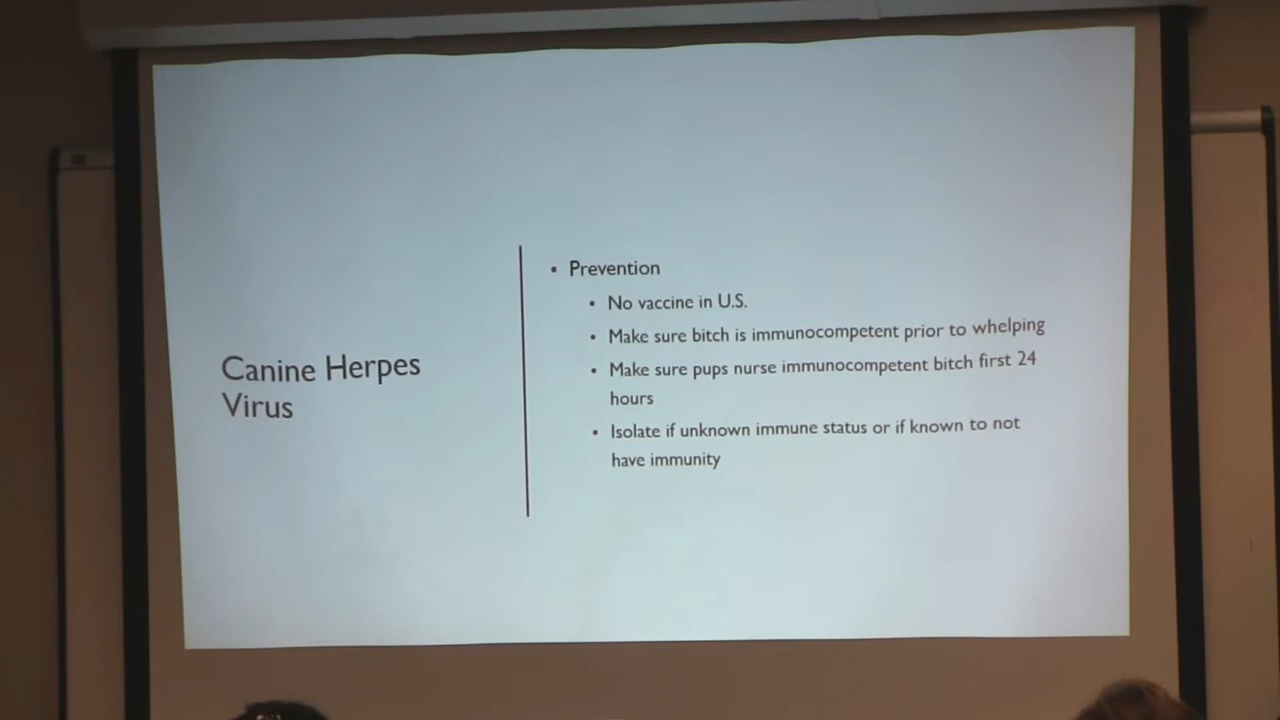 Canine Herpes
Virus
• Prevention
• No vaccine in U.S.
• Make sure bitch is immunocompetent prior to whelping
• Make sure pups nurse immunocompetent bitch first 24
hours
• Isolate if unknown immune status or if known to not
have immunity